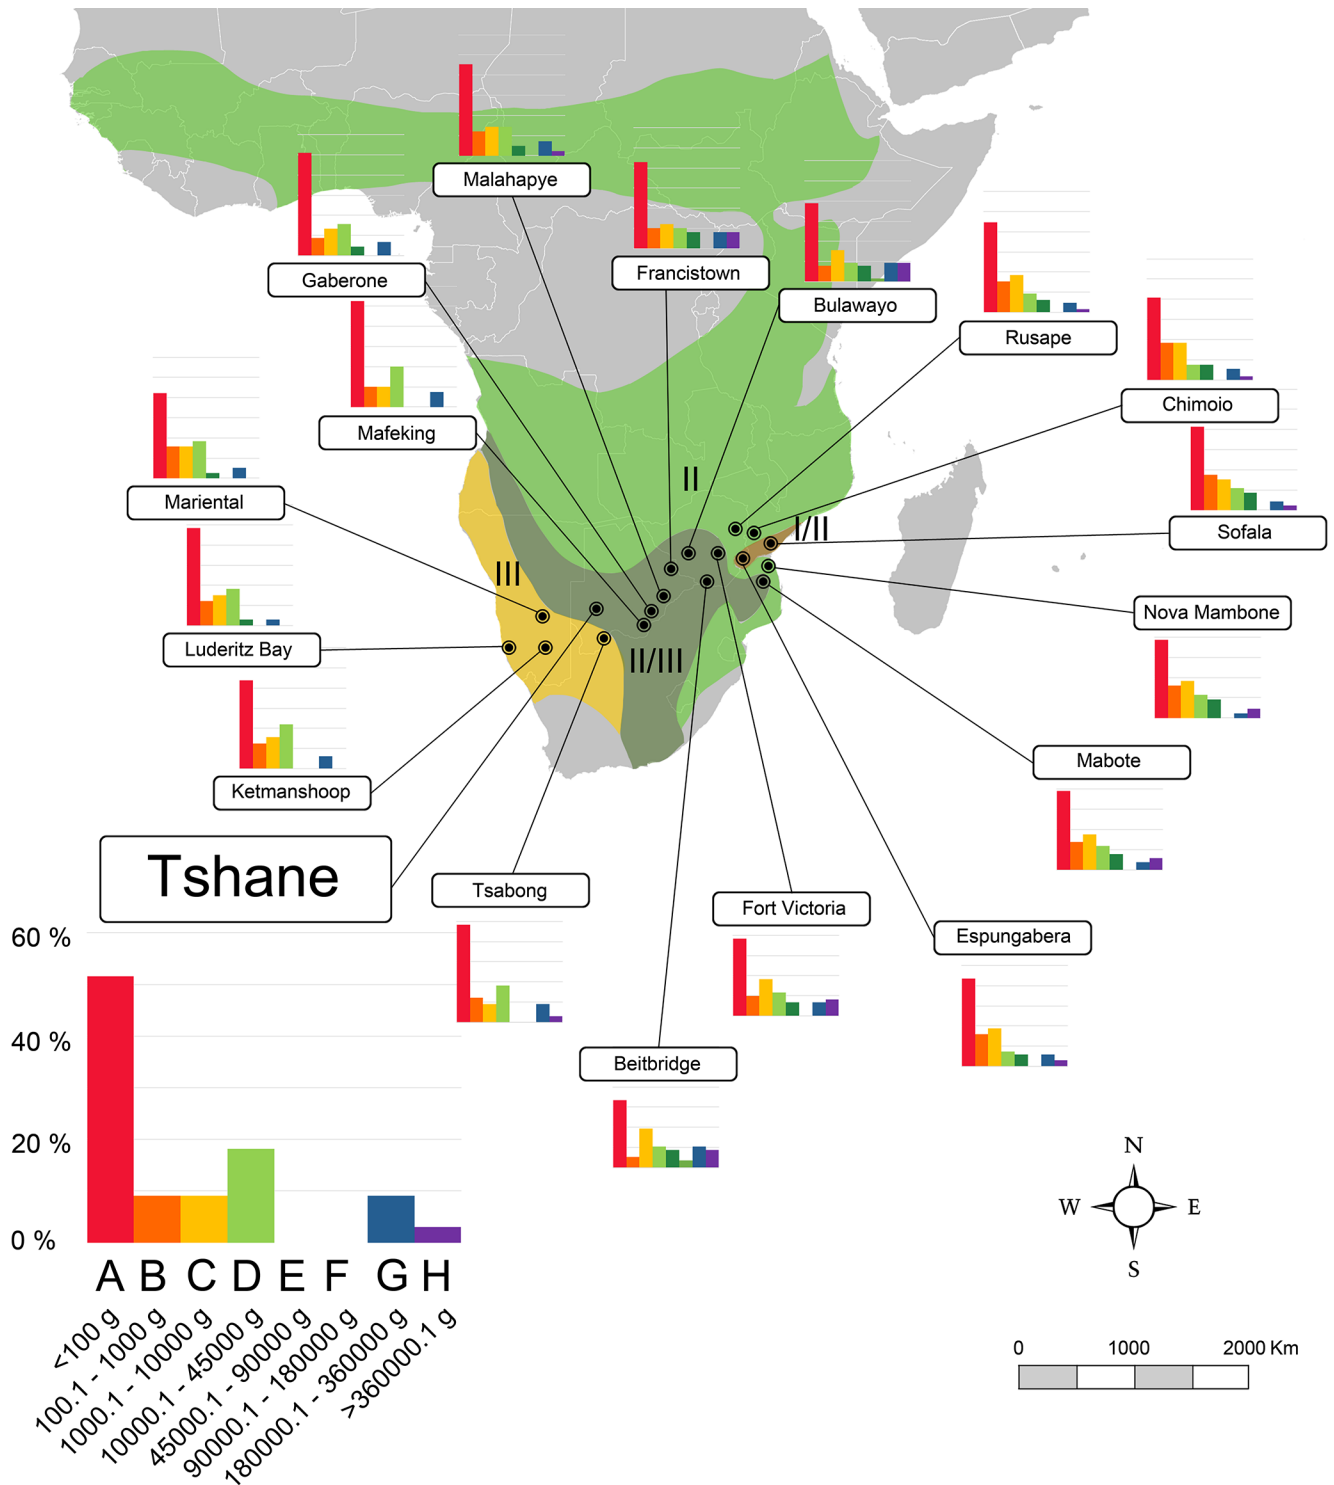 Malahapye
Gaberone
Francistown
Bulawayo
Rusape
Mafeking
Chimoio
II
Mariental
I/II
Sofala
III
Nova Mambone
Luderitz Bay
II/III
Mabote
Ketmanshoop
Tshane
Tsabong
Fort Victoria
Espungabera
60 %
40 %
20 %
0 %
Beitbridge
A B C D E F G H
<100 g
100.1 - 1000 g
1000.1 - 10000 g
10000.1 - 45000 g
45000.1 - 90000 g
90000.1 - 180000 g
180000.1 - 360000 g
>360000.1 g
N
W E
S
0 1000 2000 Km